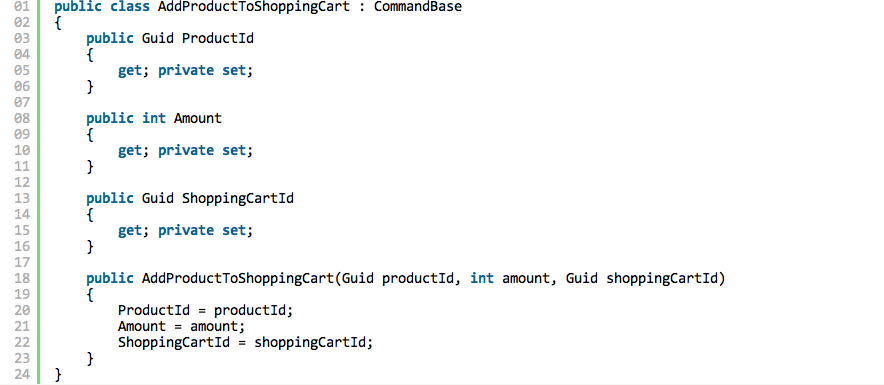 01 public class AddProductToShoppingCart : CommandBase
02 {
03     public Guid ProductId
04     {
05         get; private set;
06     }
07
08     public int Amount
09     {
10         get; private set;
11     }
12
13     public Guid ShoppingCartId
14     {
15         get; private set;
16     }
17
18     public AddProductToShoppingCart(Guid productId, int amount, Guid shoppingCartId)
19     {
20         ProductId = productId;
21         Amount = amount;
22         ShoppingCartId = shoppingCartId;
23     }
24 }